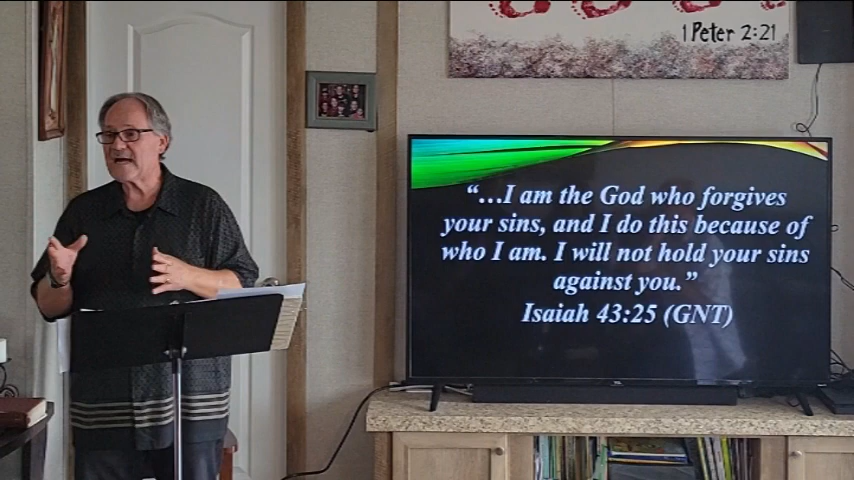 1 Peter 2:21
“...I am the God who forgives
your sins, and I do this because of
who I am. I will not hold your sins
against you.”
Isaiah 43:25 (GNT)
TCL